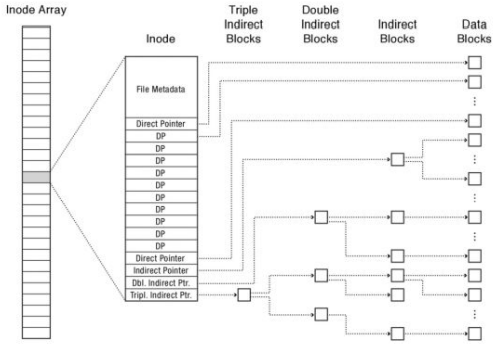 Inode Array
Triple
Indirect
Blocks
Double
Indirect
Blocks
Indirect
Blocks
Data
Blocks
Inode
File Metadata
Direct Pointer
DP
DP
DP
DP
DP
DP
DP
DP
DP
DP
Direct Pointer
Indirect Pointer
Dbl. Indirect Ptr.
Tripl. Indirect Ptr.